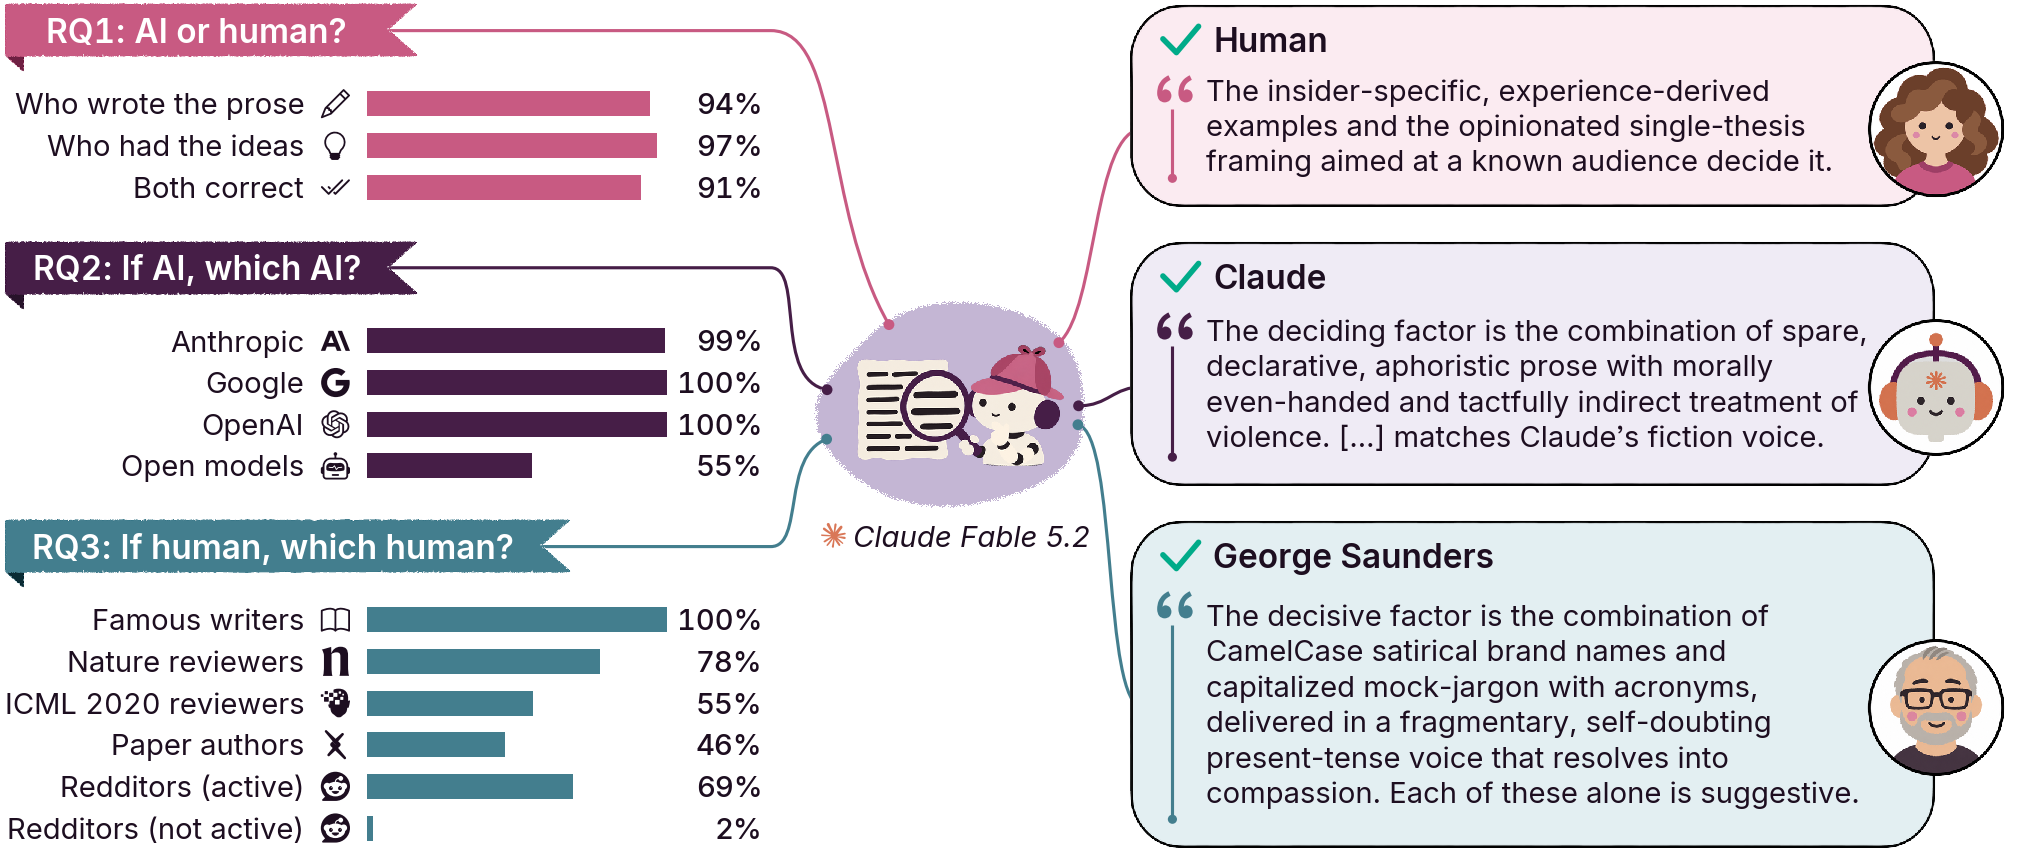 RQ1: AI or human?
Who wrote the prose 94%
Who had the ideas 97%
Both correct 91%
RQ2: If AI, which AI?
Anthropic 99%
Google 100%
OpenAI 100%
Open models 55%
RQ3: If human, which human?
Famous writers 100%
Nature reviewers 78%
ICML 2020 reviewers 55%
Paper authors 46%
Redditors (active) 69%
Redditors (not active) 2%
Claude Fable 5.2
Human
“ The insider-specific, experience-derived
examples and the opinionated single-thesis
framing aimed at a known audience decide it.
Claude
“ The deciding factor is the combination of spare,
declarative, aphoristic prose with morally
even-handed and tactfully indirect treatment of
violence. [...] matches Claude’s fiction voice.
George Saunders
“ The decisive factor is the combination of
CamelCase satirical brand names and
capitalized mock-jargon with acronyms,
delivered in a fragmentary, self-doubting
present-tense voice that resolves into
compassion. Each of these alone is suggestive.